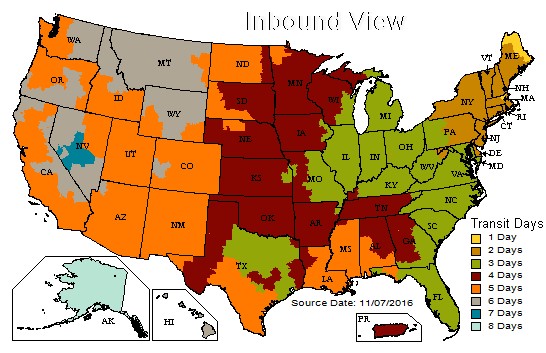 Inbound View
WA
MT
ND
MN
OR
ID
SD
WI
WY
MI
VT
ME
NH
MA
RI
CT
NY
NJ
PA
DE
MD
NV
UT
CO
NE
IA
IL
IN
OH
WV
VA
CA
KS
MO
KY
NC
TN
AZ
NM
OK
AR
SC
TX
LA
MS
AL
GA
FL
AK
HI
PR
Source Date: 11/07/2016
Transit Days
1 Day
2 Days
3 Days
4 Days
5 Days
6 Days
7 Days
8 Days